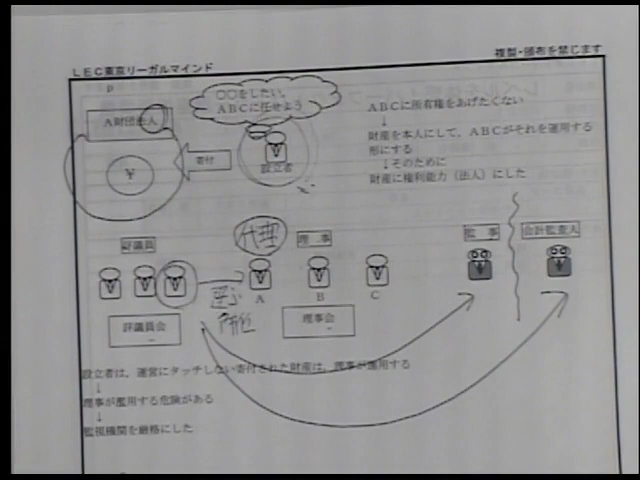 複製・頒布を禁じます
LEC東京リーガルマインド
P
○○をしたい。
ABCに任せよう
A財団法人
寄付
¥
設立者
ABCに所有権をあげたくない
↓
財産を本人にして、ABCがそれを運用する
形にする
↓そのために
財産に権利能力（法人）にした
代理
評議員
理事
監事
会計監査人
選ぶ
A
B
C
評議員会
理事会
設立者は、運営にタッチしない寄付された財産は、理事が運用する
↓
理事が濫用する危険がある
↓
監視機関を厳格にした